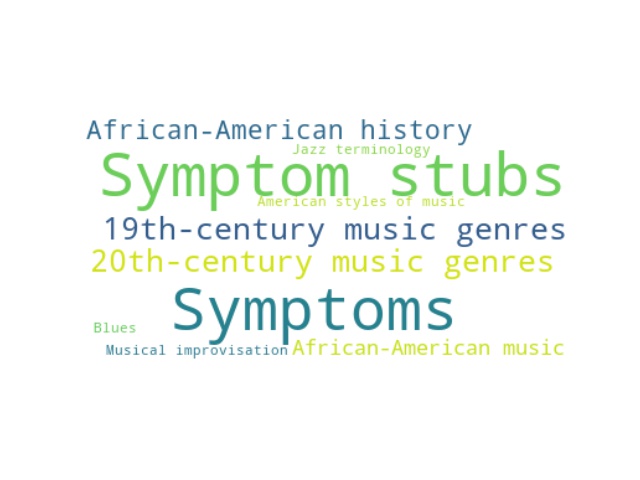 African-American history
Jazz terminology
Symptom stubs
American styles of music
19th-century music genres
20th-century music genres
Symptoms
Blues
Musical improvisation
African-American music